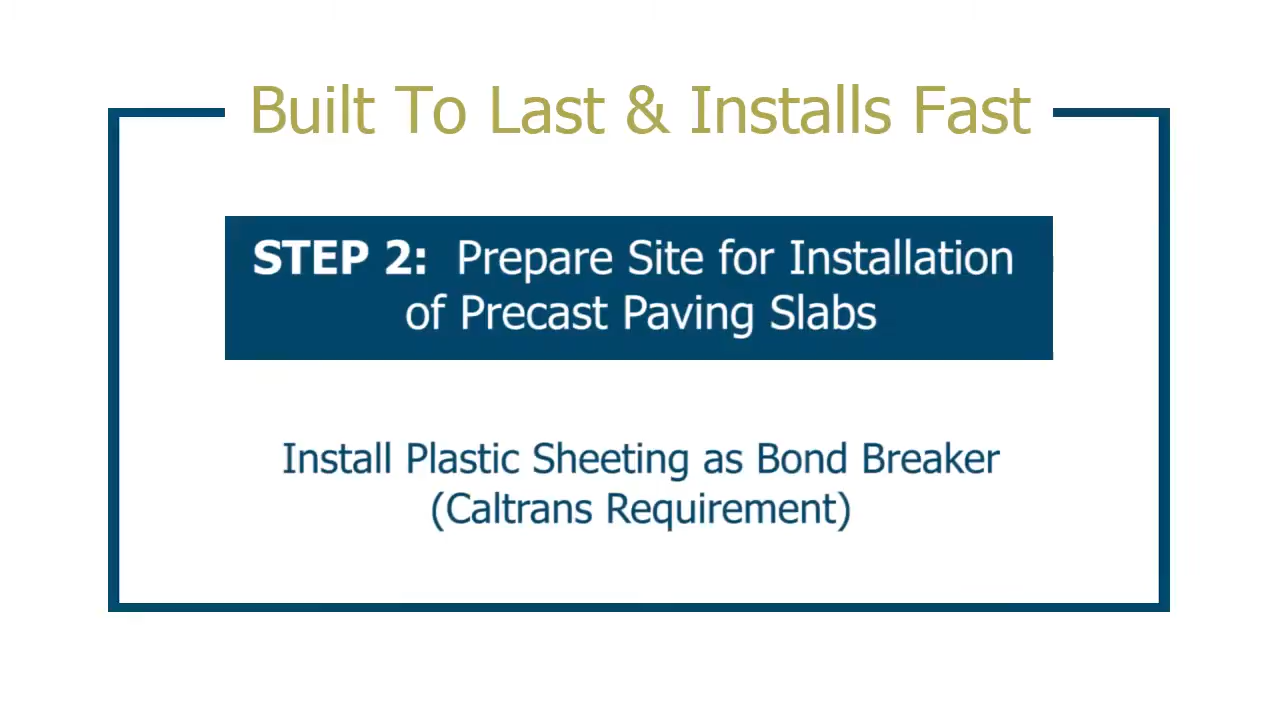 Built To Last & Installs Fast
STEP 2: Prepare Site for Installation
of Precast Paving Slabs
Install Plastic Sheeting as Bond Breaker
(Caltrans Requirement)